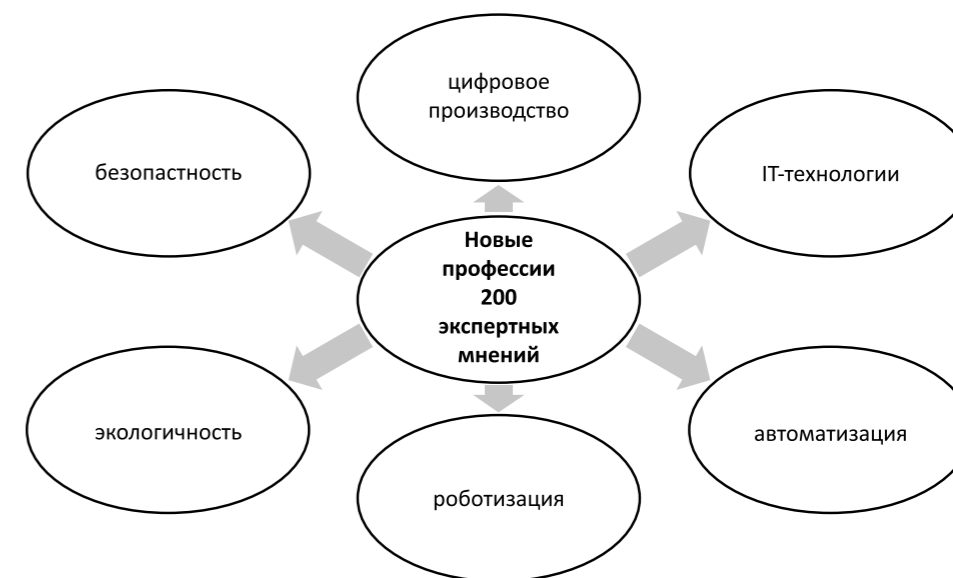 цифровое
производство
безопастность
IT-технологии
Новые
профессии
200
экспертных
мнений
экологичность
автоматизация
роботизация